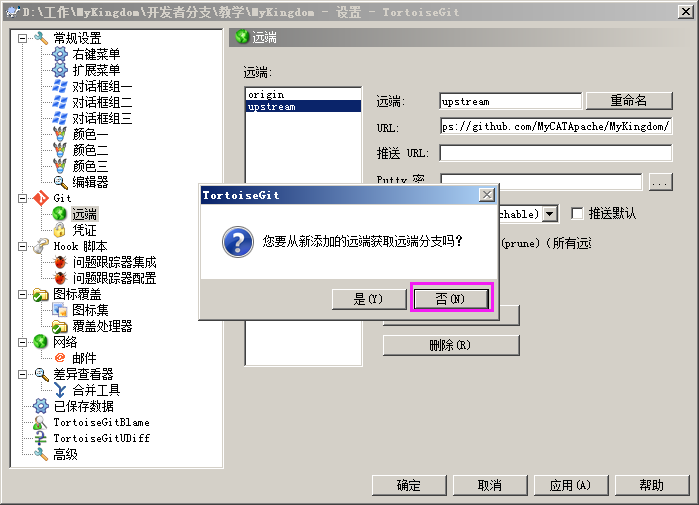 D:\工作\MyKingdom\开发者分支\教学\MyKingdom - 设置 - TortoiseGit
常规设置
右键菜单
扩展菜单
对话框组一
对话框组二
对话框组三
颜色一
颜色二
颜色三
编辑器
Git
远端
凭证
Hook 脚本
问题跟踪器集成
问题跟踪器配置
图标覆盖
图标集
覆盖处理器
网络
邮件
差异查看器
合并工具
已保存数据
TortoiseGitBlame
TortoiseGitUDiff
高级
远端
远端:
origin
upstream
远端:
upstream
重命名
URL:
ps://github.com/MyCATApache/MyKingdom/
推送 URL:
Putty 密
...
chable)
推送默认
(prune) (所有远
TortoiseGit
您要从新添加的远端获取远端分支吗?
是(Y)
否(N)
删除(R)
确定
取消
应用(A)
帮助